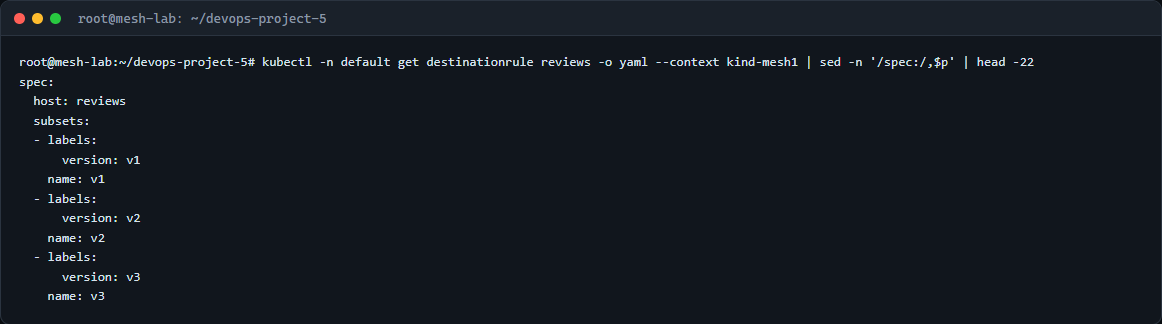 root@mesh-lab: ~/devops-project-5
root@mesh-lab:~/devops-project-5# kubectl -n default get destinationrule reviews -o yaml --context kind-mesh1 | sed -n '/spec:/,$p' | head -22
spec:
  host: reviews
  subsets:
  - labels:
      version: v1
    name: v1
  - labels:
      version: v2
    name: v2
  - labels:
      version: v3
    name: v3